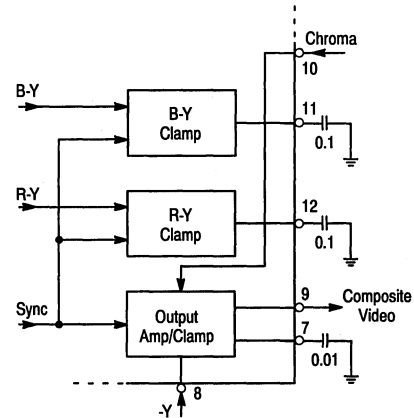 Chroma
10
B-Y
B-Y
Clamp
11
0.1
R-Y
R-Y
Clamp
12
0.1
Sync
Output
Amp/Clamp
9
Composite
Video
7
0.01
8
-Y